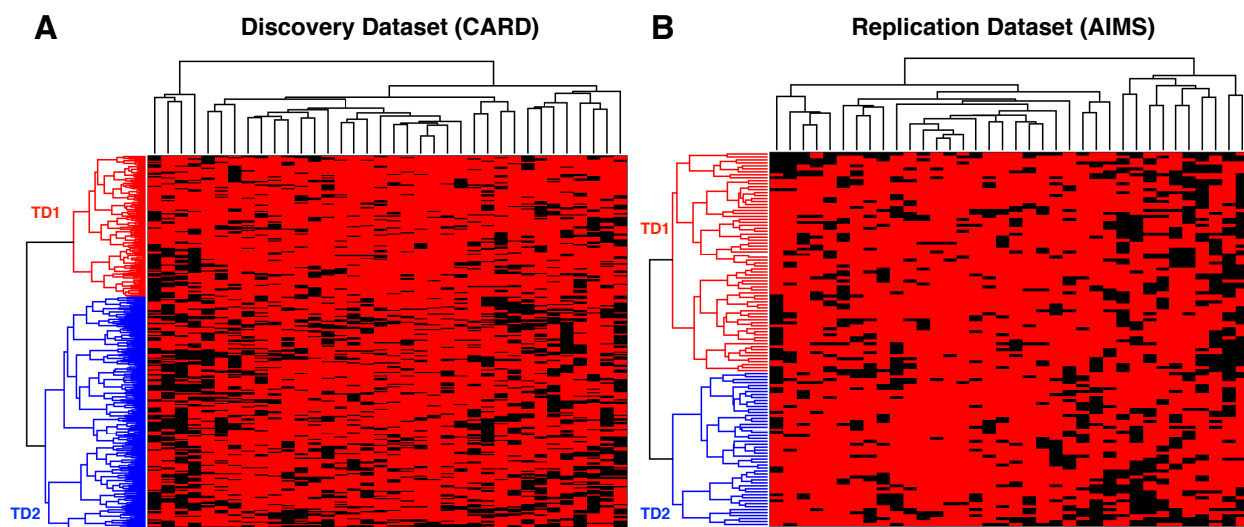 A
Discovery Dataset (CARD)
TD1
TD2
B
Replication Dataset (AIMS)
TD1
TD2